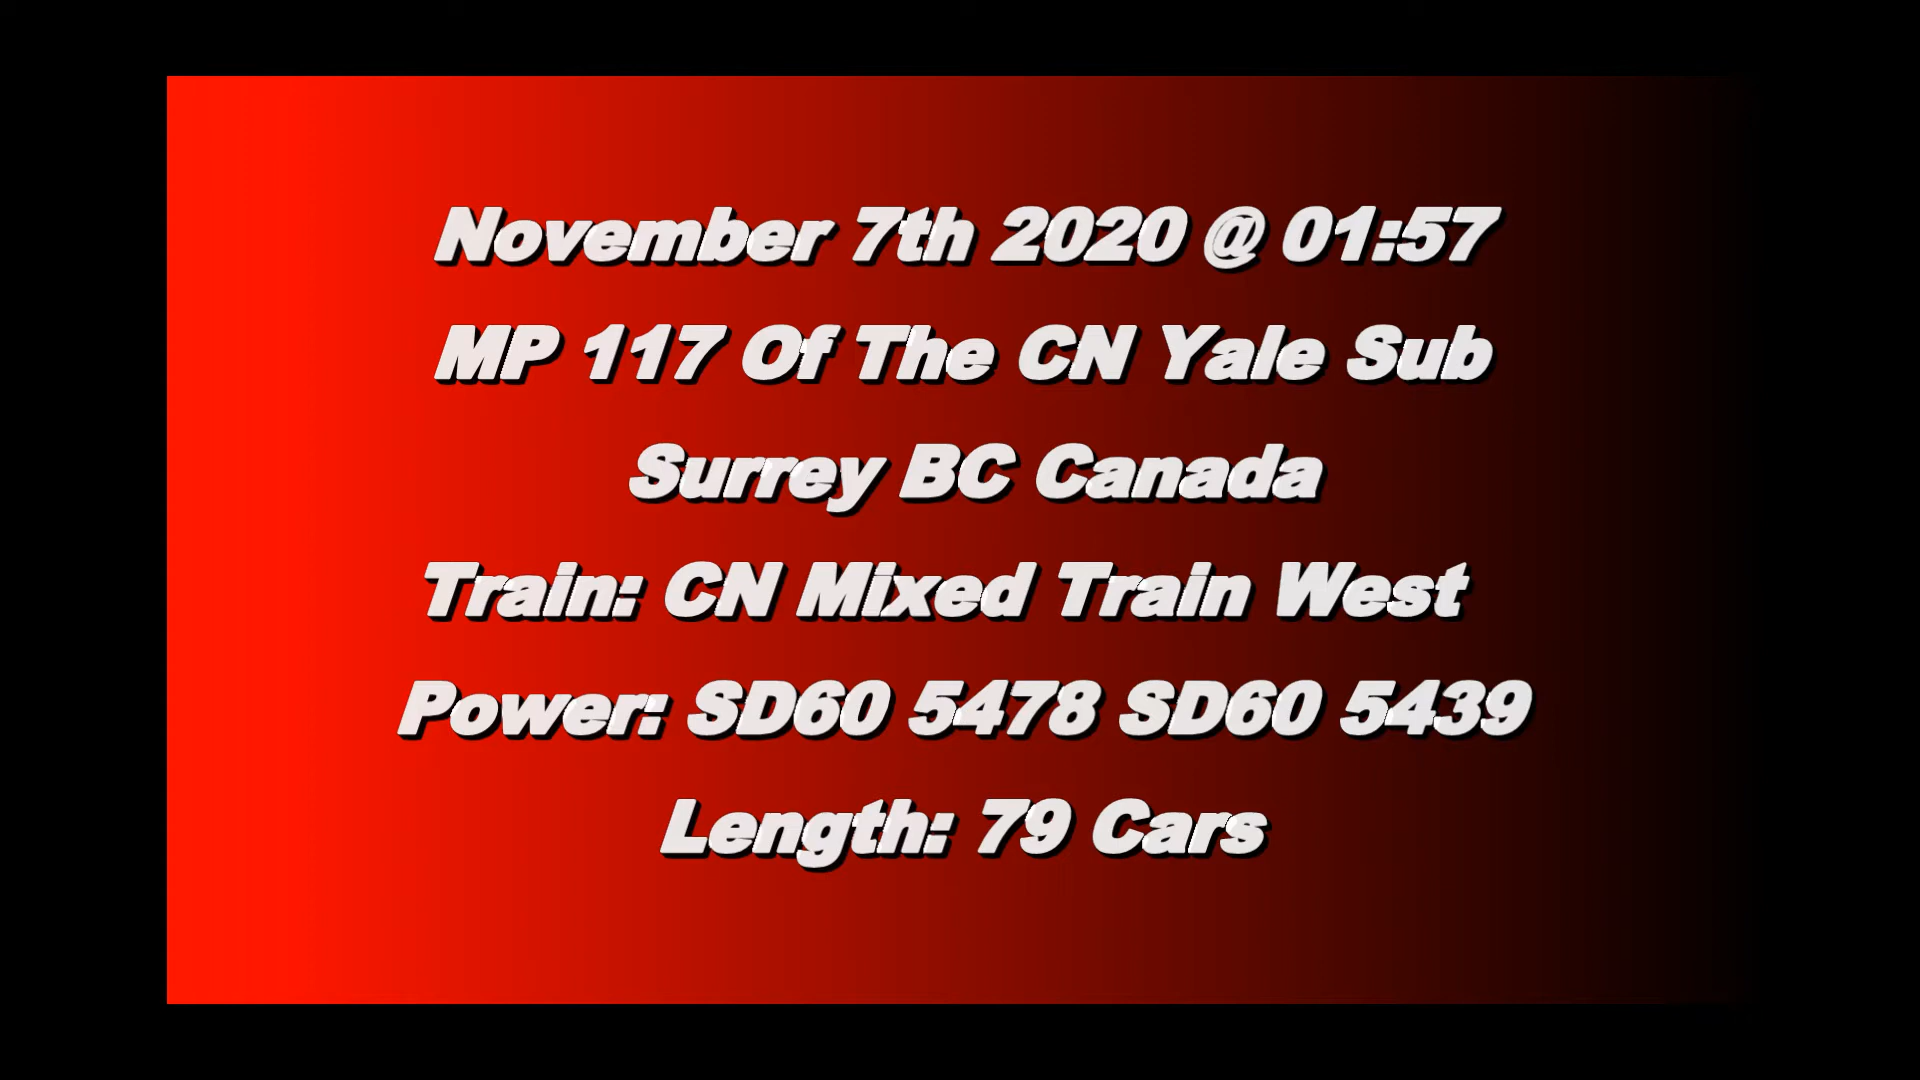 November 7th 2020 @ 01:57
MP 117 Of The CN Yale Sub
Surrey BC Canada
Train: CN Mixed Train West
Power: SD60 5478 SD60 5439
Length: 79 Cars